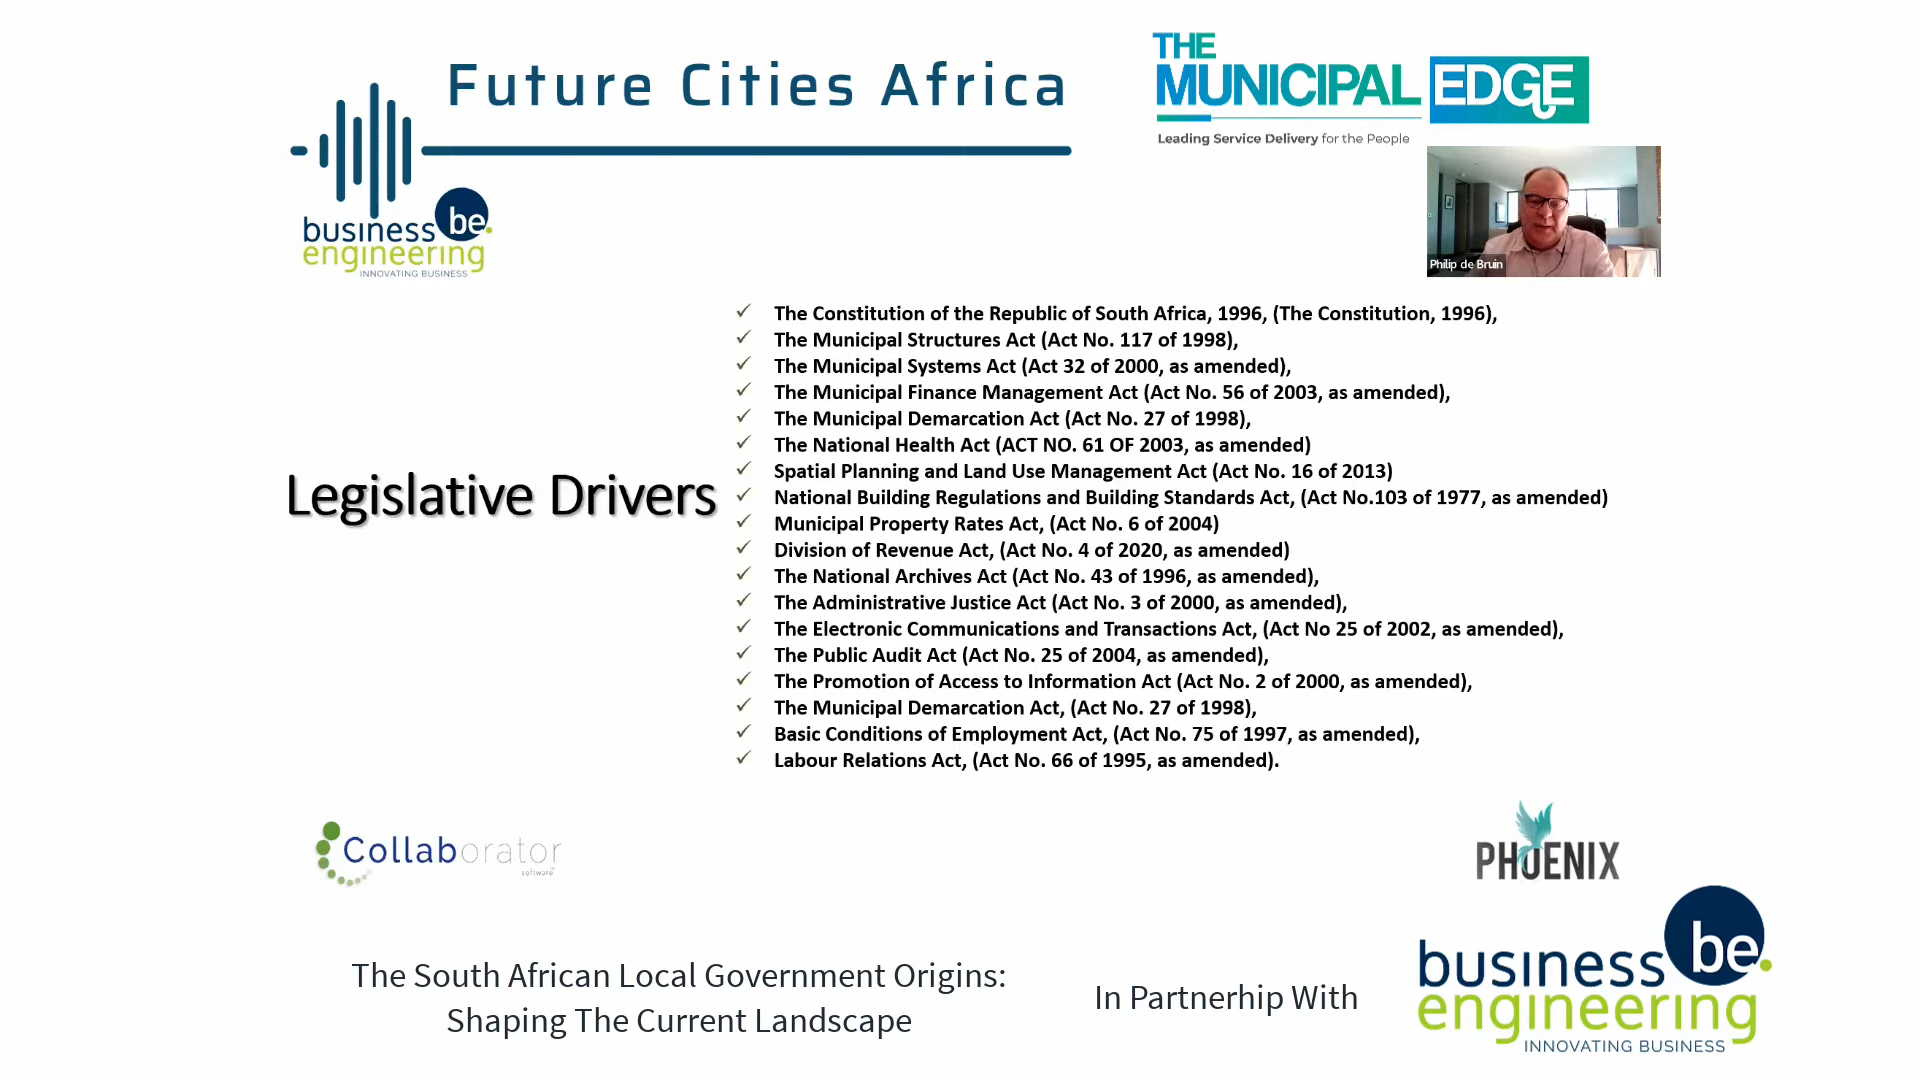 Future Cities Africa
THE
MUNICIPAL EDGE
Leading Service Delivery for the People
business be.
engineering
INNOVATING BUSINESS
Philip de Bruin
Legislative Drivers
The Constitution of the Republic of South Africa, 1996, (The Constitution, 1996),
The Municipal Structures Act (Act No. 117 of 1998),
The Municipal Systems Act (Act 32 of 2000, as amended),
The Municipal Finance Management Act (Act No. 56 of 2003, as amended),
The Municipal Demarcation Act (Act No. 27 of 1998),
The National Health Act (ACT NO. 61 OF 2003, as amended)
Spatial Planning and Land Use Management Act (Act No. 16 of 2013)
National Building Regulations and Building Standards Act, (Act No.103 of 1977, as amended)
Municipal Property Rates Act, (Act No. 6 of 2004)
Division of Revenue Act, (Act No. 4 of 2020, as amended)
The National Archives Act (Act No. 43 of 1996, as amended),
The Administrative Justice Act (Act No. 3 of 2000, as amended),
The Electronic Communications and Transactions Act, (Act No 25 of 2002, as amended),
The Public Audit Act (Act No. 25 of 2004, as amended),
The Promotion of Access to Information Act (Act No. 2 of 2000, as amended),
The Municipal Demarcation Act, (Act No. 27 of 1998),
Basic Conditions of Employment Act, (Act No. 75 of 1997, as amended),
Labour Relations Act, (Act No. 66 of 1995, as amended).
Collaborator
software
PHOENIX
The South African Local Government Origins:
Shaping The Current Landscape
In Partnerhip With
business be.
engineering
INNOVATING BUSINESS